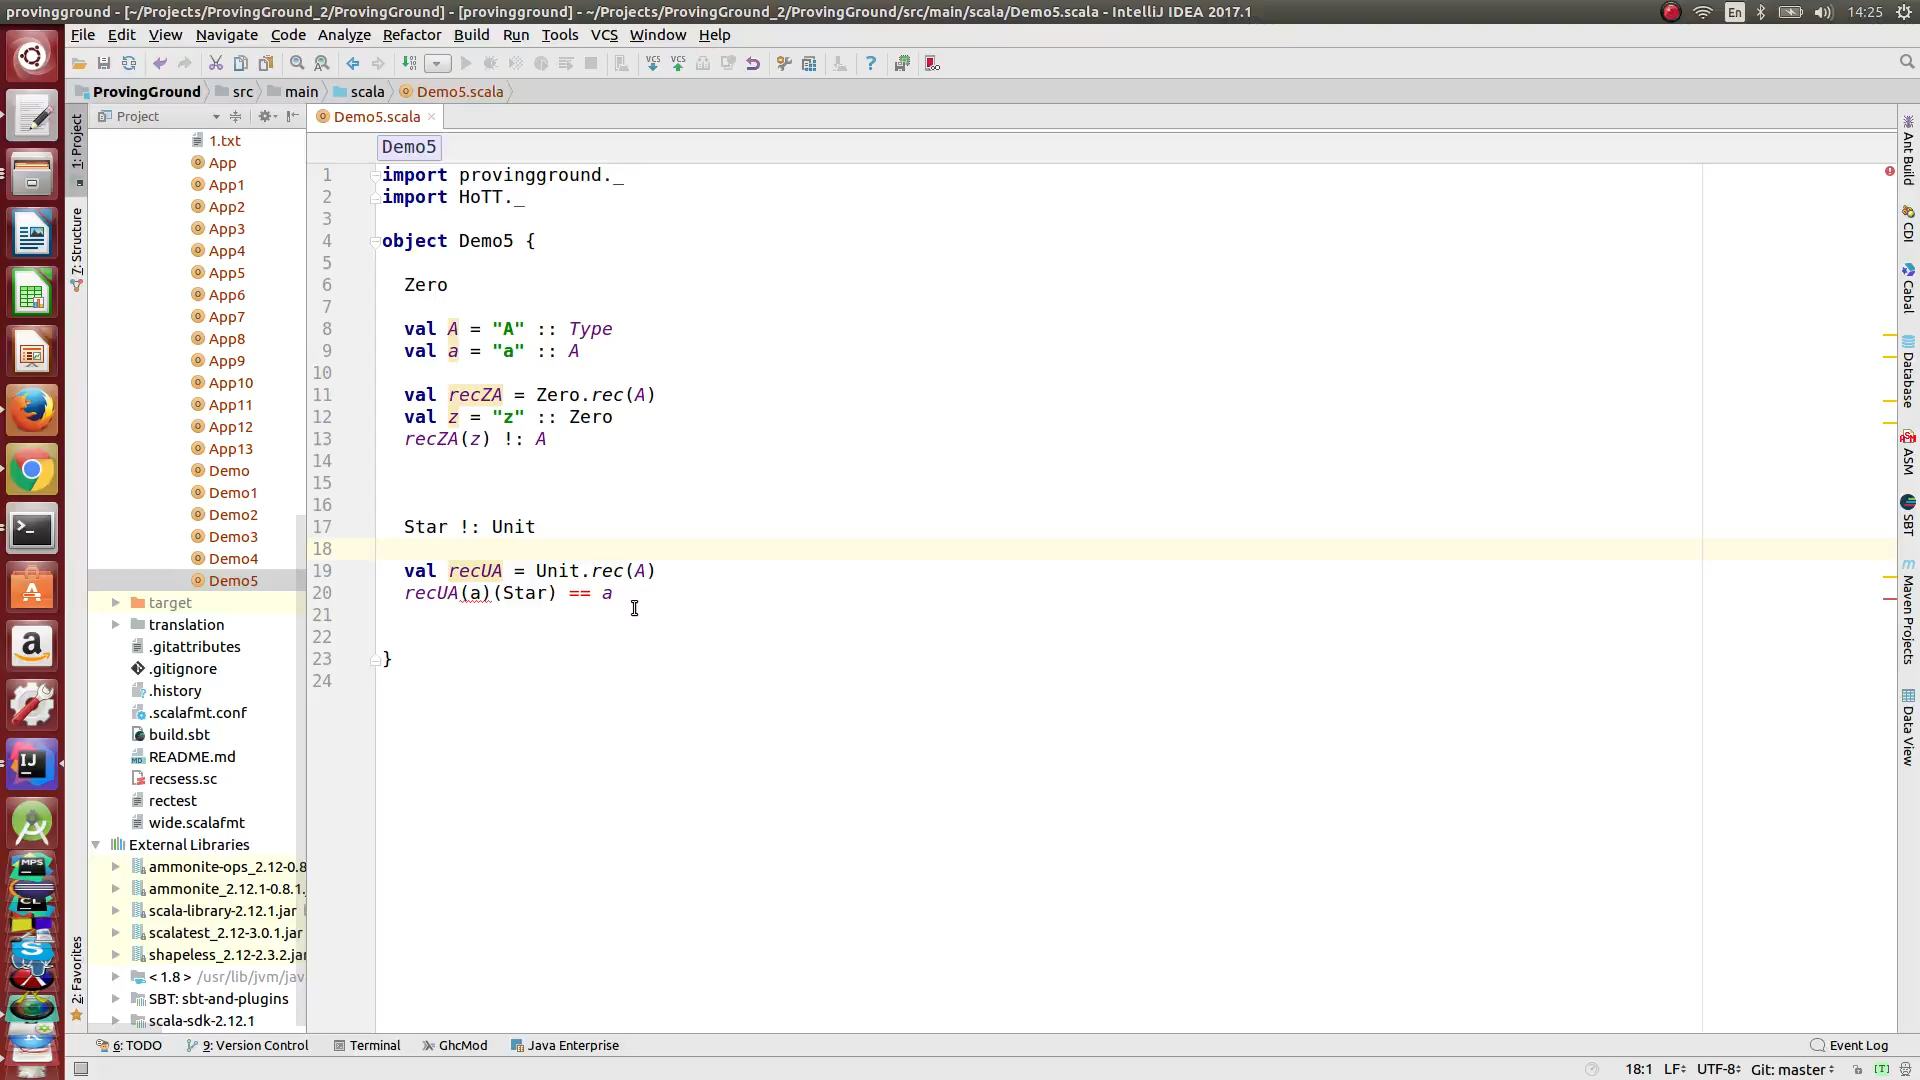 provingground - [~/Projects/ProvingGround_2/ProvingGround] - [provingground] - ~/Projects/ProvingGround_2/ProvingGround/src/main/scala/Demo5.scala - IntelliJ IDEA 2017.1
En
14:25
File Edit View Navigate Code Analyze Refactor Build Run Tools VCS Window Help
ProvingGround src main scala Demo5.scala
Project
Demo5.scala
Demo5
1 import provingground._
2 import HoTT._
3
4 object Demo5 {
5
6 Zero
7
8 val A = "A" :: Type
9 val a = "a" :: A
10
11 val recZA = Zero.rec(A)
12 val z = "z" :: Zero
13 recZA(z) !: A
14
15
16
17 Star !: Unit
18
19 val recUA = Unit.rec(A)
20 recUA(a)(Star) == a
21
22
23 }
24
1: Project
7: Structure
2: Favorites
1.txt
App
App1
App2
App3
App4
App5
App6
App7
App8
App9
App10
App11
App12
App13
Demo
Demo1
Demo2
Demo3
Demo4
Demo5
target
translation
.gitattributes
.gitignore
.history
.scalafmt.conf
build.sbt
README.md
recsess.sc
rectest
wide.scalafmt
External Libraries
ammonite-ops_2.12-0.8
ammonite_2.12.1-0.8.1.
scala-library-2.12.1.jar
scalatest_2.12-3.0.1.jar
shapeless_2.12-2.3.2.jar
< 1.8 > /usr/lib/jvm/java
SBT: sbt-and-plugins
scala-sdk-2.12.1
Ant Build
CDI
Cabal
Database
ASM
SBT
Maven Projects
Data View
6: TODO
9: Version Control
Terminal
GhcMod
Java Enterprise
Event Log
18:1 LF UTF-8 Git: master [T]